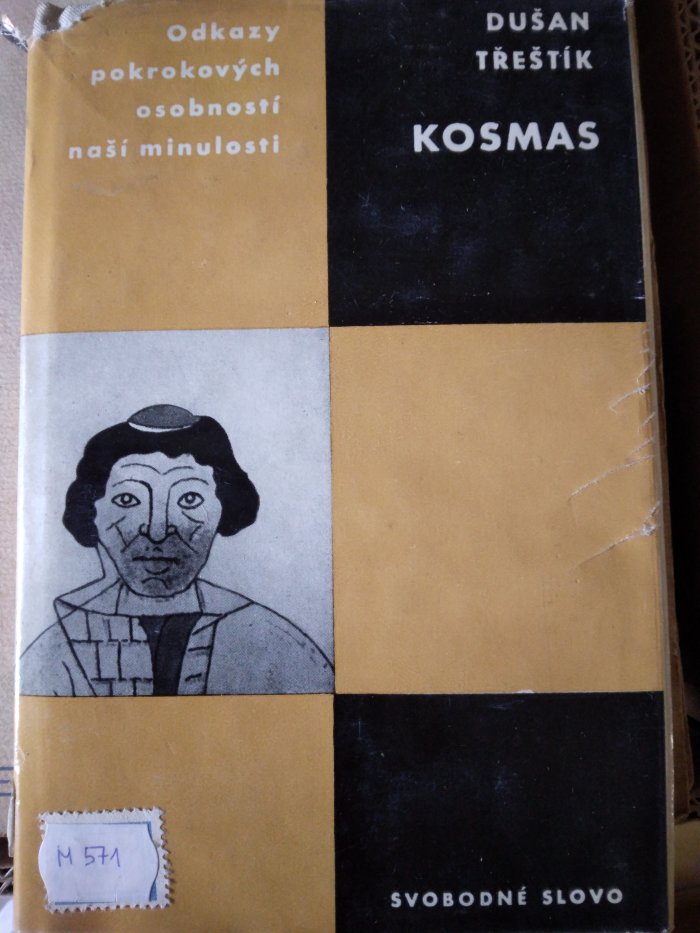 Odkazy
pokrokových
osobností
naší minulosti
DUŠAN
TŘEŠTÍK
KOSMAS
M 571
SVOBODNÉ SLOVO